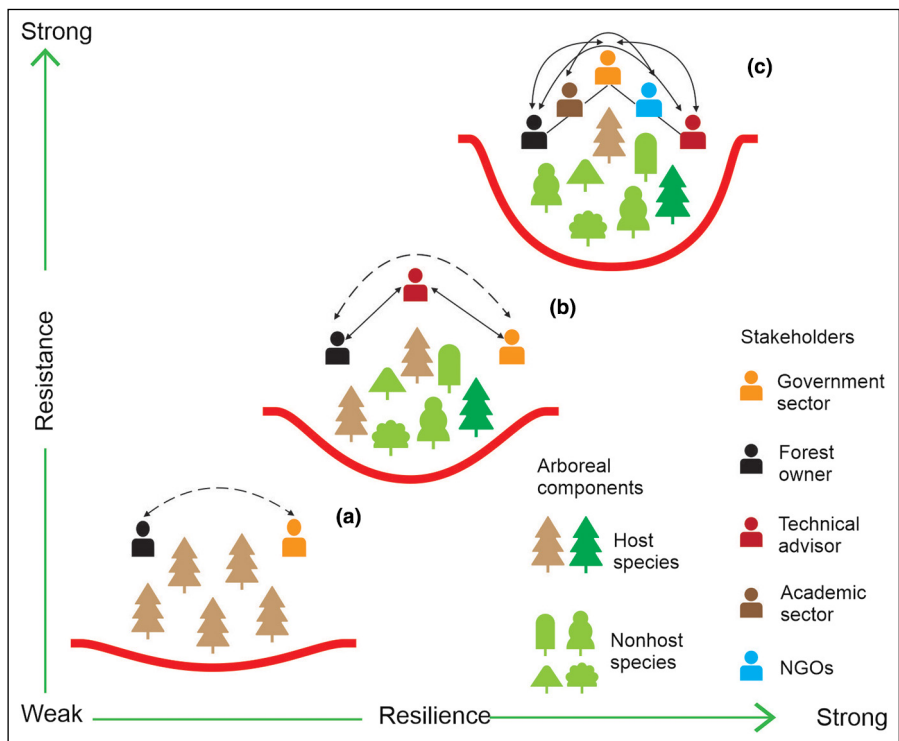 Strong
(c)
Resistance
(b)
Stakeholders
Government
sector
Forest
owner
(a)
Arboreal
components
Host
species
Technical
advisor
Academic
sector
Nonhost
species
NGOs
Weak
Resilience
Strong